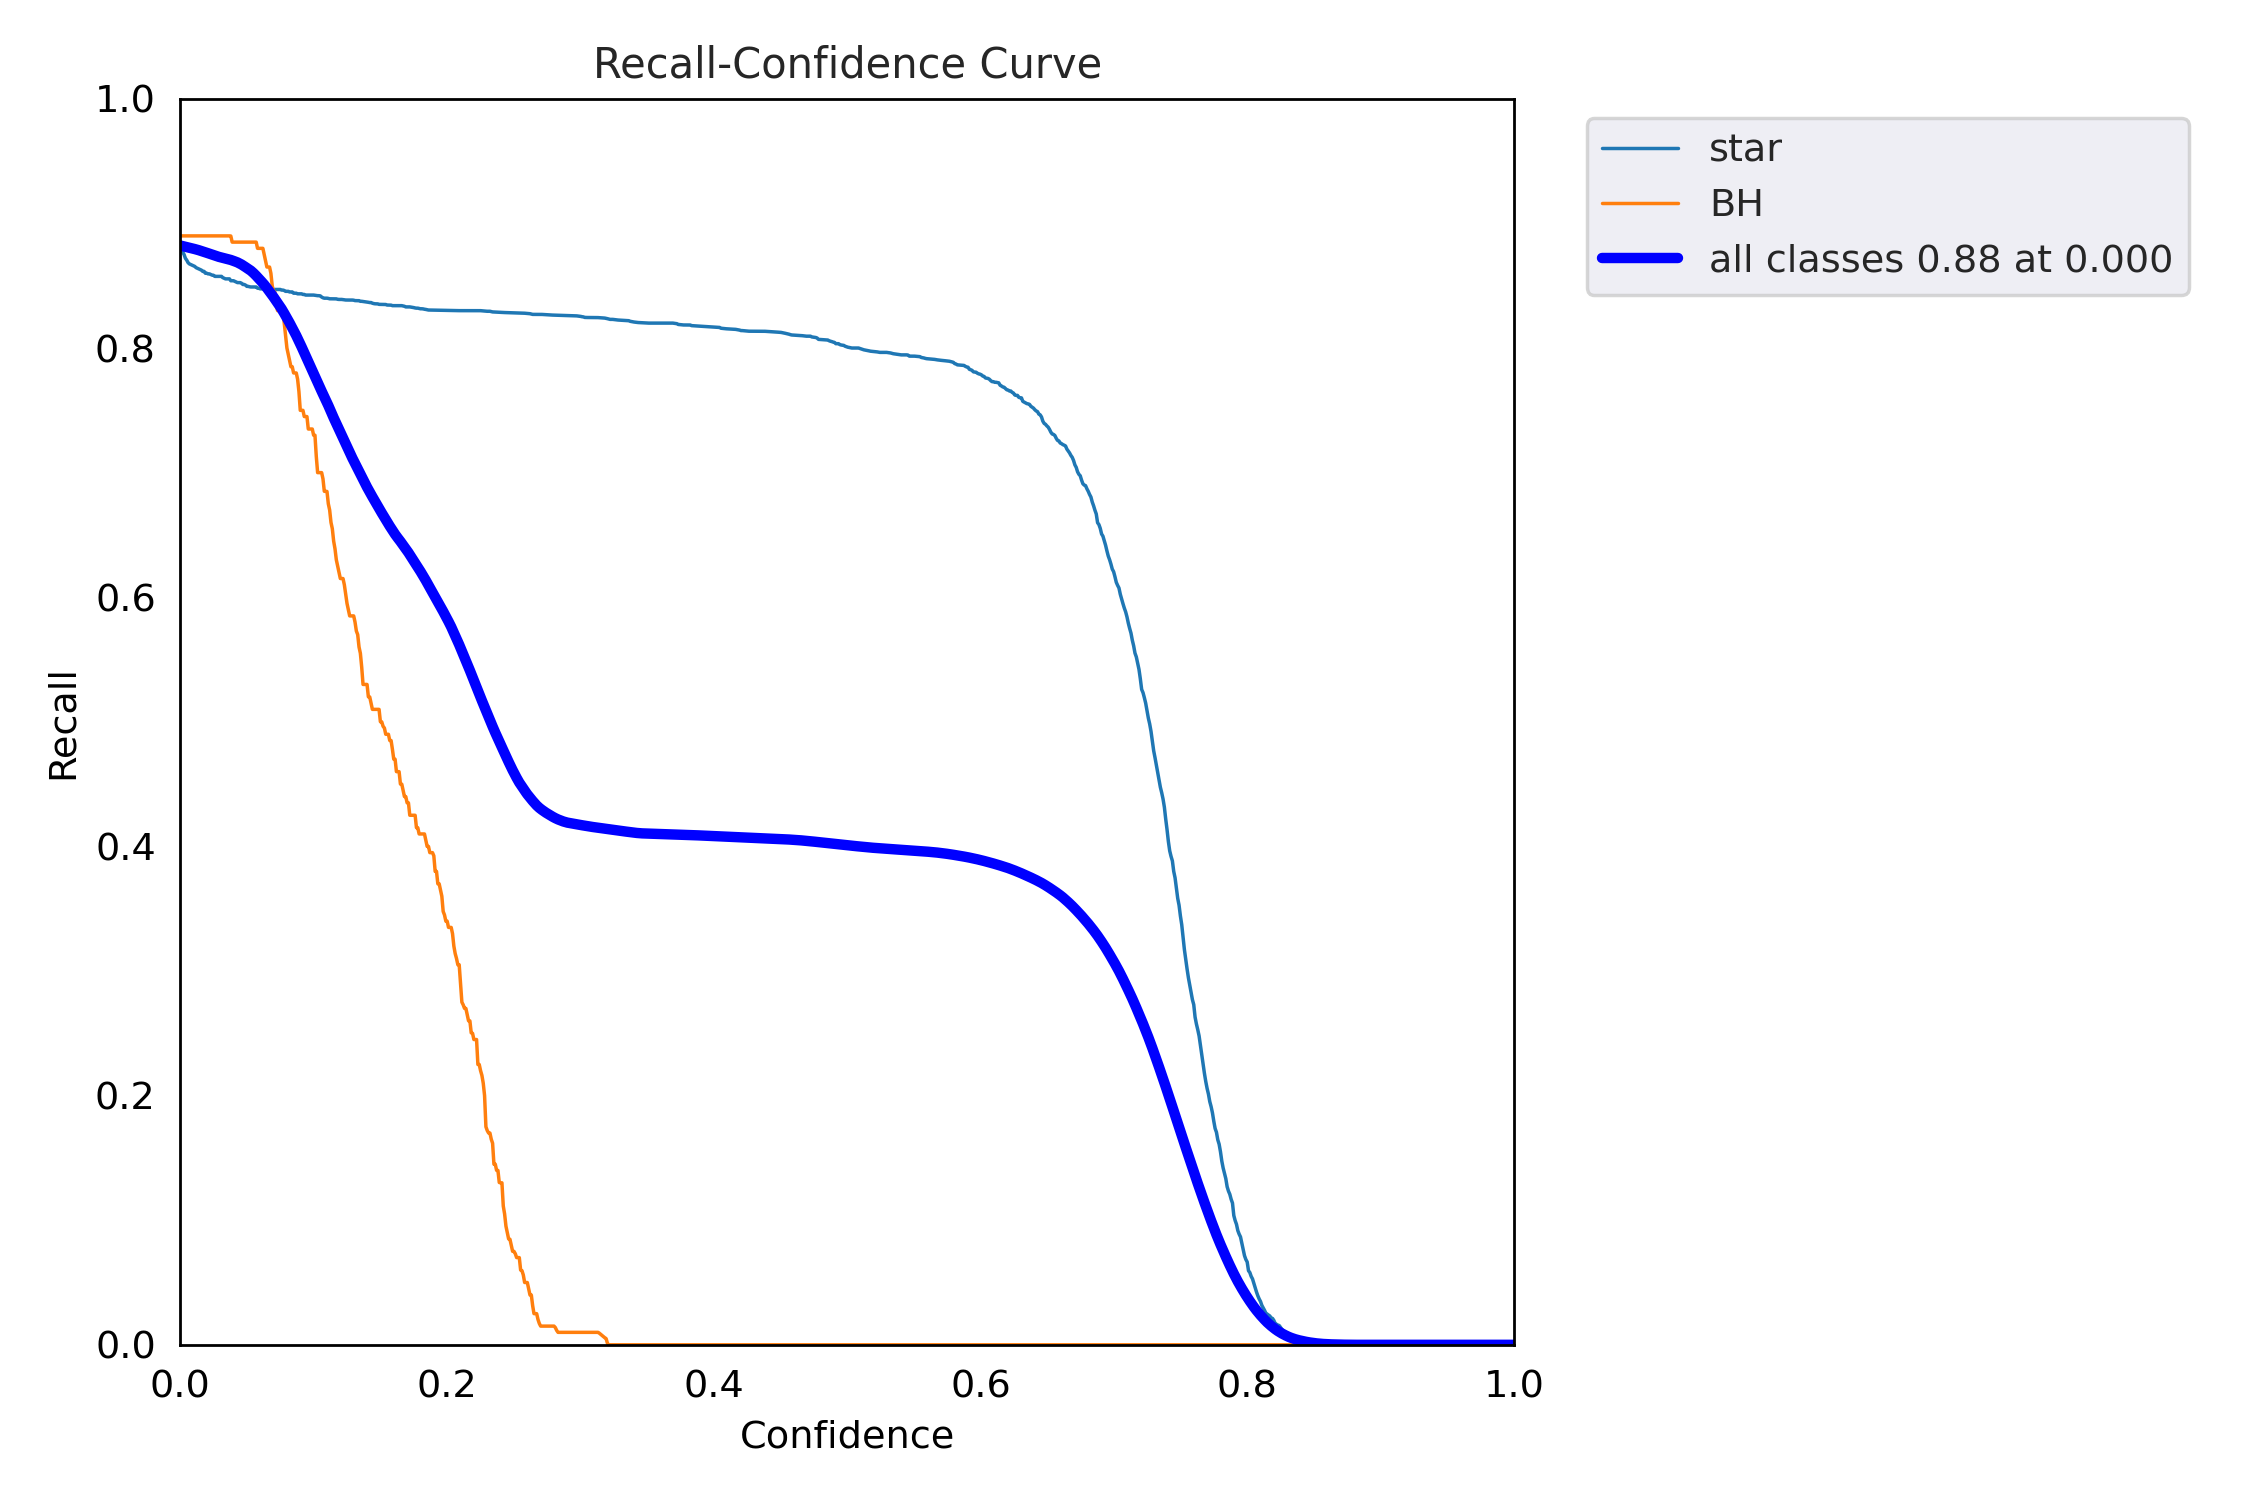 Recall-Confidence Curve
1.0
0.8
0.6
0.4
0.2
0.0
Recall
0.0 0.2 0.4 0.6 0.8 1.0
Confidence
star
BH
all classes 0.88 at 0.000